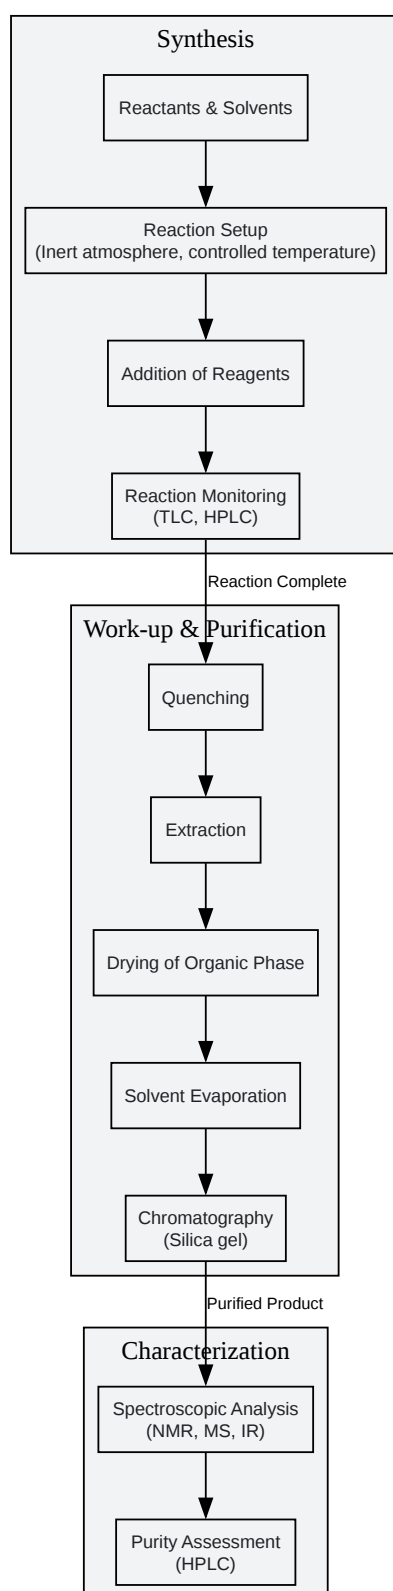 Synthesis
Reactants & Solvents
Reaction Setup
(Inert atmosphere, controlled temperature)
Addition of Reagents
Reaction Monitoring
(TLC, HPLC)
Reaction Complete
Work-up & Purification
Quenching
Extraction
Drying of Organic Phase
Solvent Evaporation
Chromatography
(Silica gel)
Purified Product
Characterization
Spectroscopic Analysis
(NMR, MS, IR)
Purity Assessment
(HPLC)